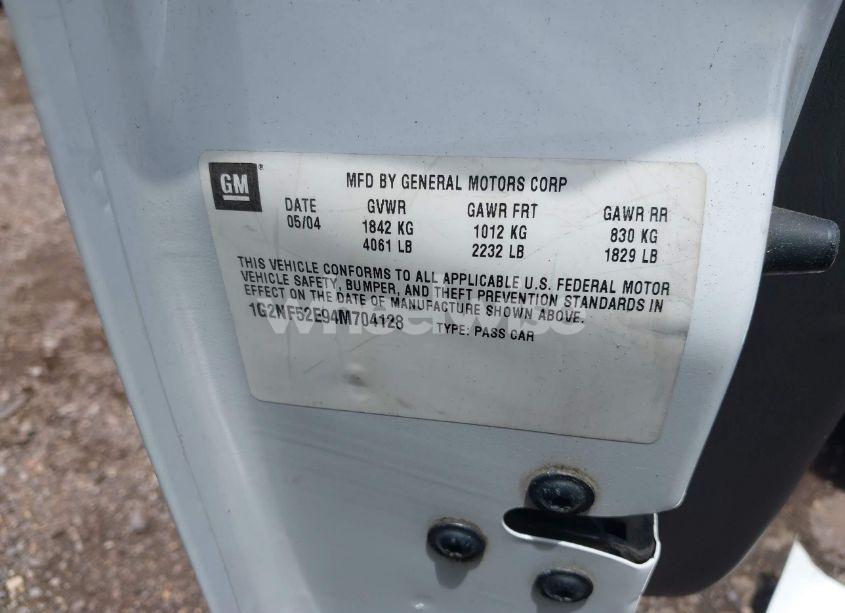 GM
MFD BY GENERAL MOTORS CORP
DATE GVWR GAWR FRT GAWR RR
05/04 1842 KG 1012 KG 830 KG
4061 LB 2232 LB 1829 LB
THIS VEHICLE CONFORMS TO ALL APPLICABLE U.S. FEDERAL MOTOR
VEHICLE SAFETY, BUMPER, AND THEFT PREVENTION STANDARDS IN
EFFECT ON THE DATE OF MANUFACTURE SHOWN ABOVE.
1G2NF52E94M704128 TYPE: PASS CAR